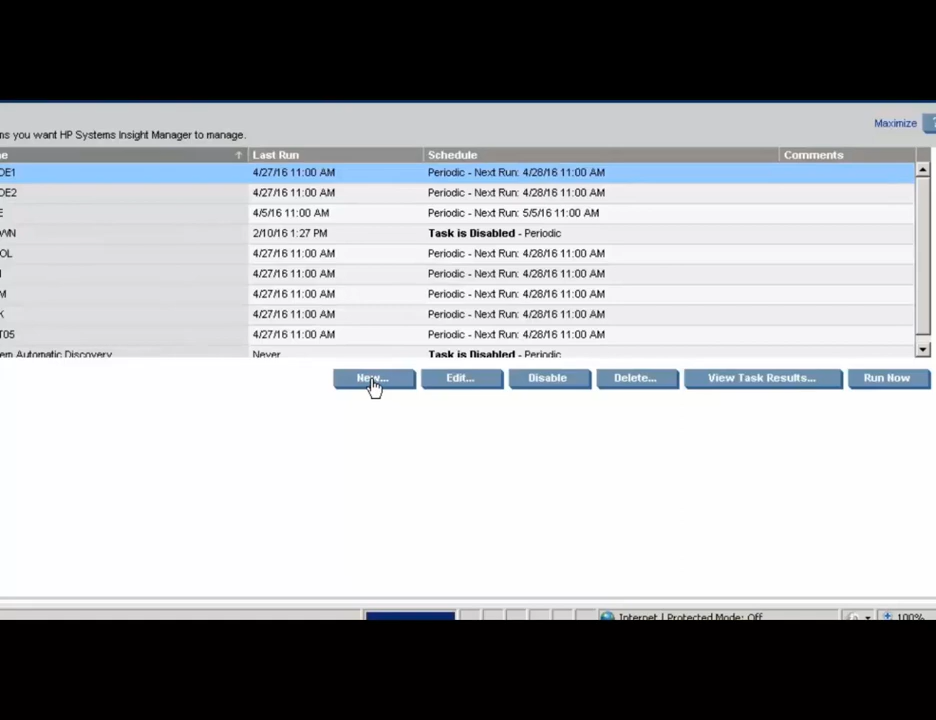 Maximize
ns you want HP Systems Insight Manager to manage.
e Last Run Schedule Comments
DE1 4/27/16 11:00 AM Periodic - Next Run: 4/28/16 11:00 AM
DE2 4/27/16 11:00 AM Periodic - Next Run: 4/28/16 11:00 AM
E 4/5/16 11:00 AM Periodic - Next Run: 5/5/16 11:00 AM
WN 2/10/16 1:27 PM Task is Disabled - Periodic
OL 4/27/16 11:00 AM Periodic - Next Run: 4/28/16 11:00 AM
4/27/16 11:00 AM Periodic - Next Run: 4/28/16 11:00 AM
M 4/27/16 11:00 AM Periodic - Next Run: 4/28/16 11:00 AM
K 4/27/16 11:00 AM Periodic - Next Run: 4/28/16 11:00 AM
T05 4/27/16 11:00 AM Periodic - Next Run: 4/28/16 11:00 AM
em Automatic Discovery Never Task is Disabled - Periodic
New... Edit... Disable Delete... View Task Results... Run Now
Internet | Protected Mode: Off 100%